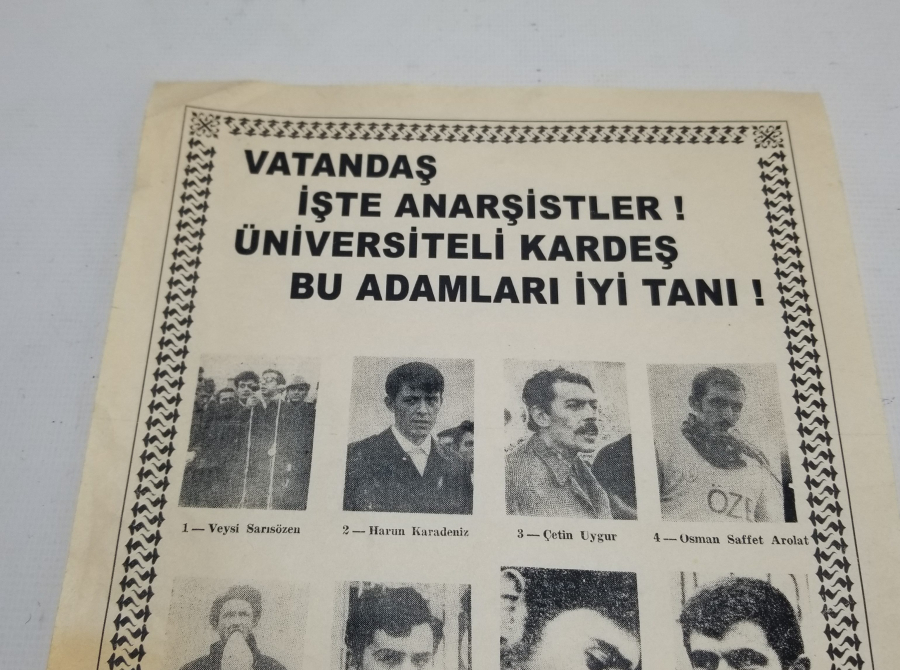 VATANDAŞ
İŞTE ANARŞİSTLER !
ÜNİVERSİTELİ KARDEŞ
BU ADAMLARI İYİ TANI !
ÖZE
1 — Veysi Sarısözen
2 — Harun Karadeniz
3 — Çetin Uygur
4 — Osman Saffet Arolat